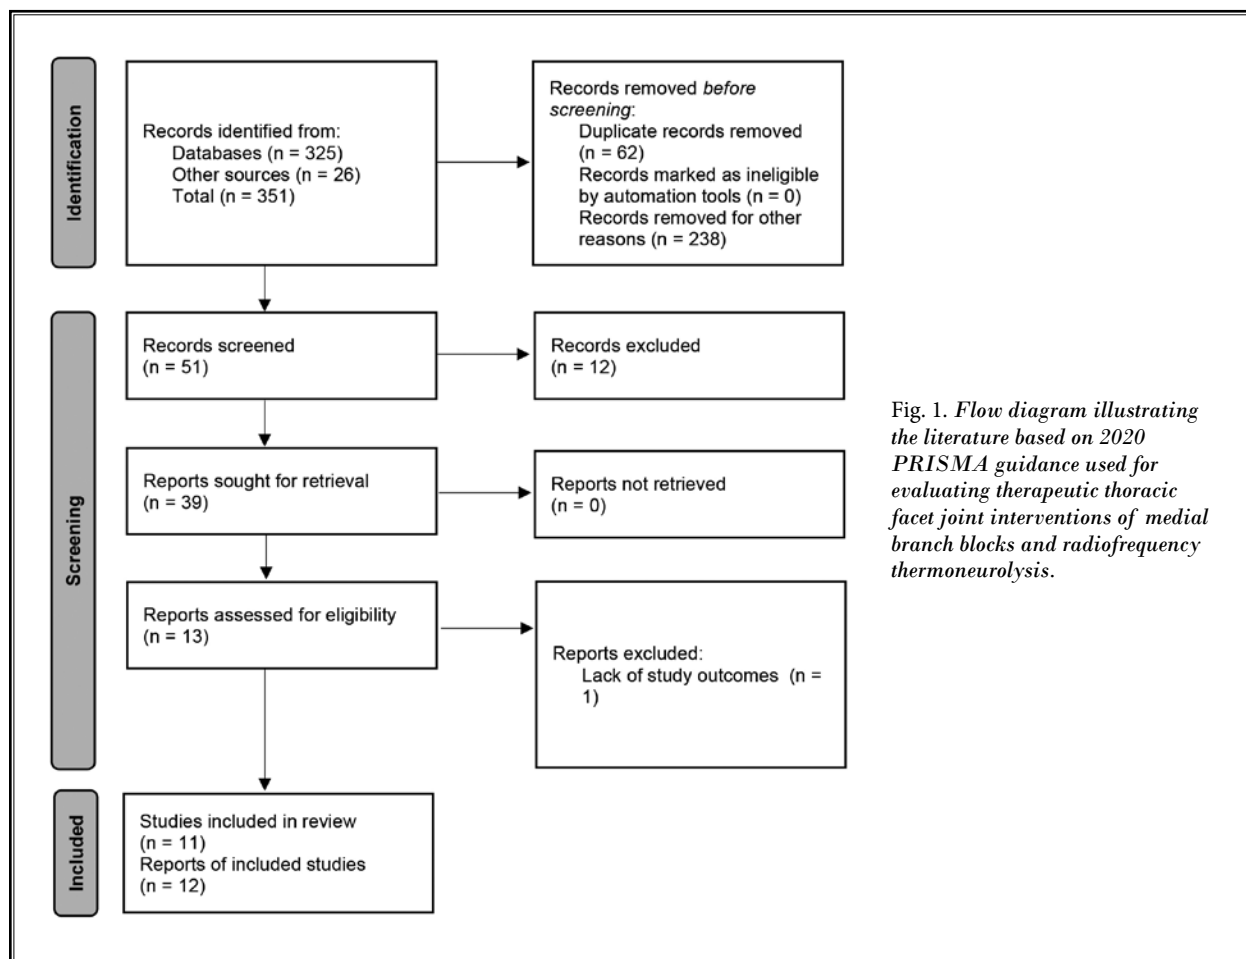 Identification
Records identified from:
Databases (n = 325)
Other sources (n = 26)
Total (n = 351)
Records removed before
screening:
Duplicate records removed
(n = 62)
Records marked as ineligible
by automation tools (n = 0)
Records removed for other
reasons (n = 238)
Screening
Records screened
(n = 51)
Records excluded
(n = 12)
Reports sought for retrieval
(n = 39)
Reports not retrieved
(n = 0)
Reports assessed for eligibility
(n = 13)
Reports excluded:
Lack of study outcomes (n =
1)
Included
Studies included in review
(n = 11)
Reports of included studies
(n = 12)
Fig. 1. Flow diagram illustrating
the literature based on 2020
PRISMA guidance used for
evaluating therapeutic thoracic
facet joint interventions of medial
branch blocks and radiofrequency
thermoneurolysis.